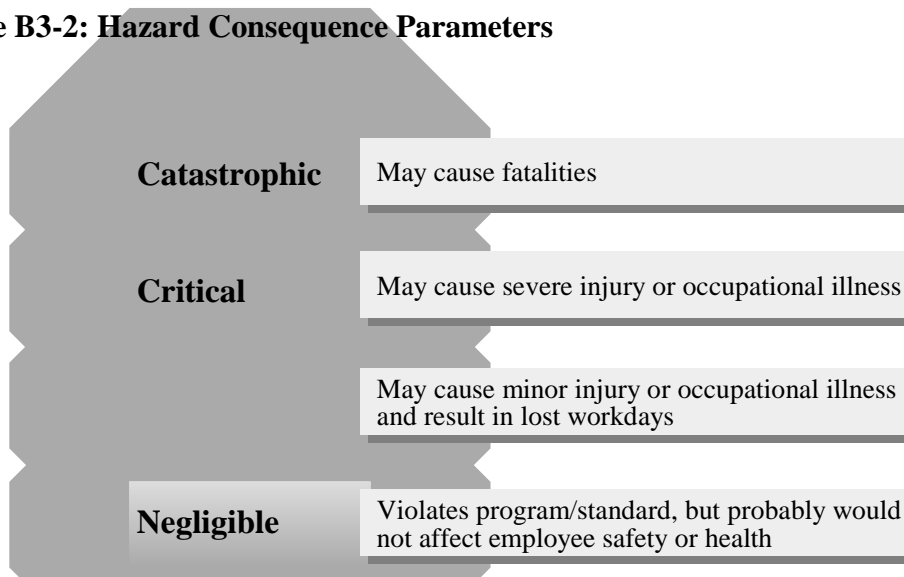 e B3-2: Hazard Consequence Parameters
Catastrophic
May cause fatalities
Critical
May cause severe injury or occupational illness
May cause minor injury or occupational illness
and result in lost workdays
Negligible
Violates program/standard, but probably would
not affect employee safety or health